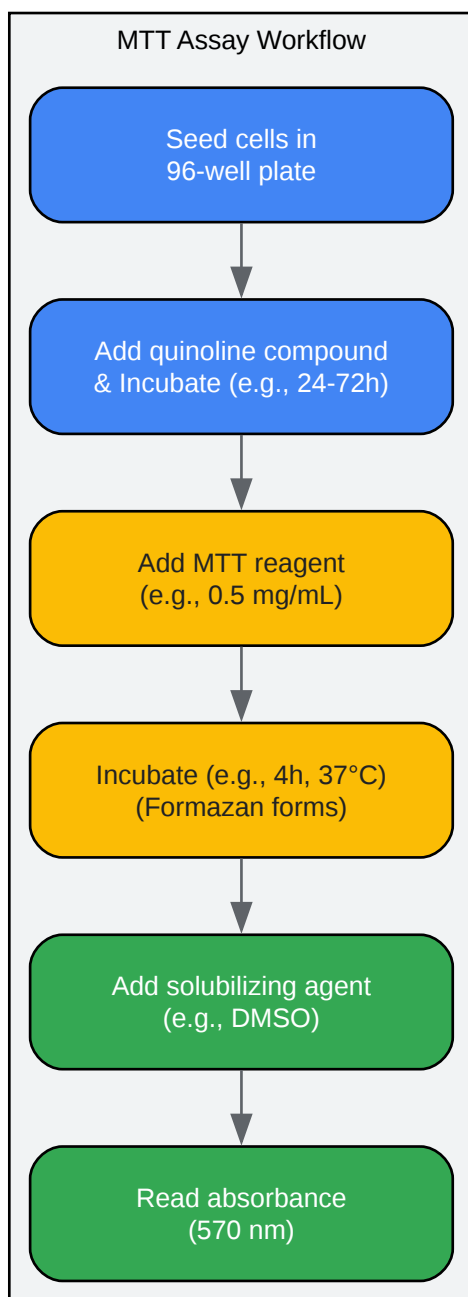 MTT Assay Workflow
Seed cells in
96-well plate
Add quinoline compound
& Incubate (e.g., 24-72h)
Add MTT reagent
(e.g., 0.5 mg/mL)
Incubate (e.g., 4h, 37°C)
(Formazan forms)
Add solubilizing agent
(e.g., DMSO)
Read absorbance
(570 nm)